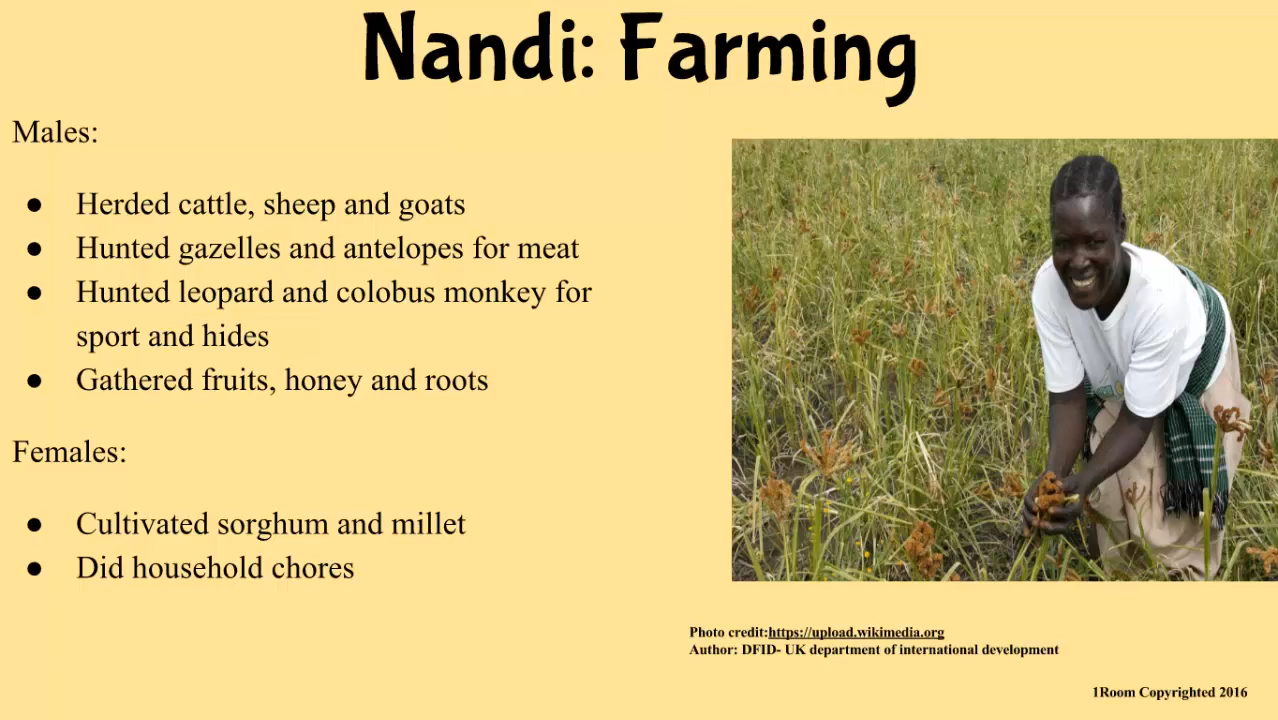 Nandi: Farming
Males:
● Herded cattle, sheep and goats
● Hunted gazelles and antelopes for meat
● Hunted leopard and colobus monkey for
sport and hides
● Gathered fruits, honey and roots
Females:
● Cultivated sorghum and millet
● Did household chores
Photo credit:https://upload.wikimedia.org
Author: DFID- UK department of international development
1Room Copyrighted 2016